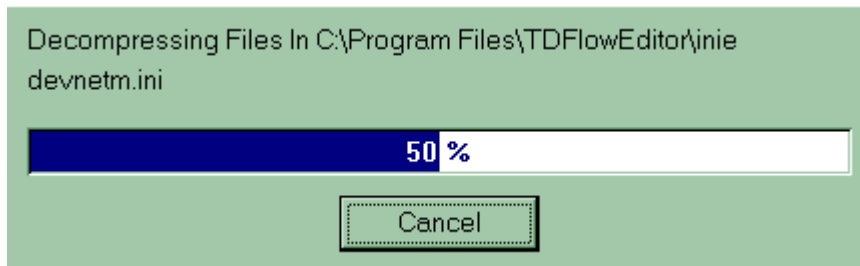 Decompressing Files In C:\Program Files\TDFlowEditor\inie
devnetm.ini
50 %
Cancel